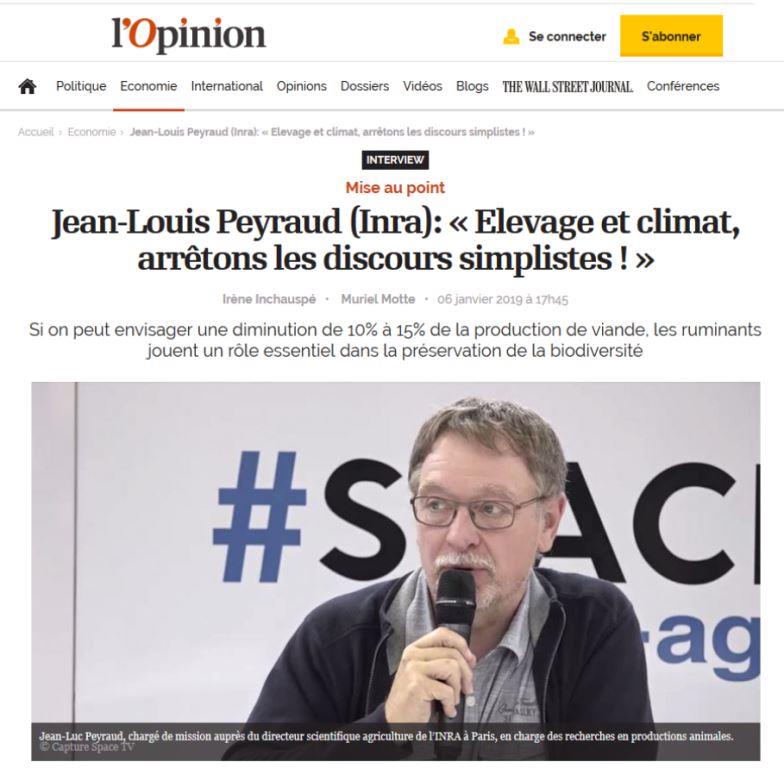 l'Opinion
Se connecter
S'abonner
Politique Economie International Opinions Dossiers Vidéos Blogs THE WALL STREET JOURNAL. Conférences
Accueil › Economie › Jean-Louis Peyraud (Inra): « Elevage et climat, arrêtons les discours simplistes ! »
INTERVIEW
Mise au point
Jean-Louis Peyraud (Inra): « Elevage et climat,
arrêtons les discours simplistes ! »
Irène Inchauspé • Muriel Motte • 06 janvier 2019 à 17h45
Si on peut envisager une diminution de 10% à 15% de la production de viande, les ruminants
jouent un rôle essentiel dans la préservation de la biodiversité
#S ACE
-ag
Jean-Luc Peyraud, chargé de mission auprès du directeur scientifique agriculture de l'INRA à Paris, en charge des recherches en productions animales.
© Capture Space TV